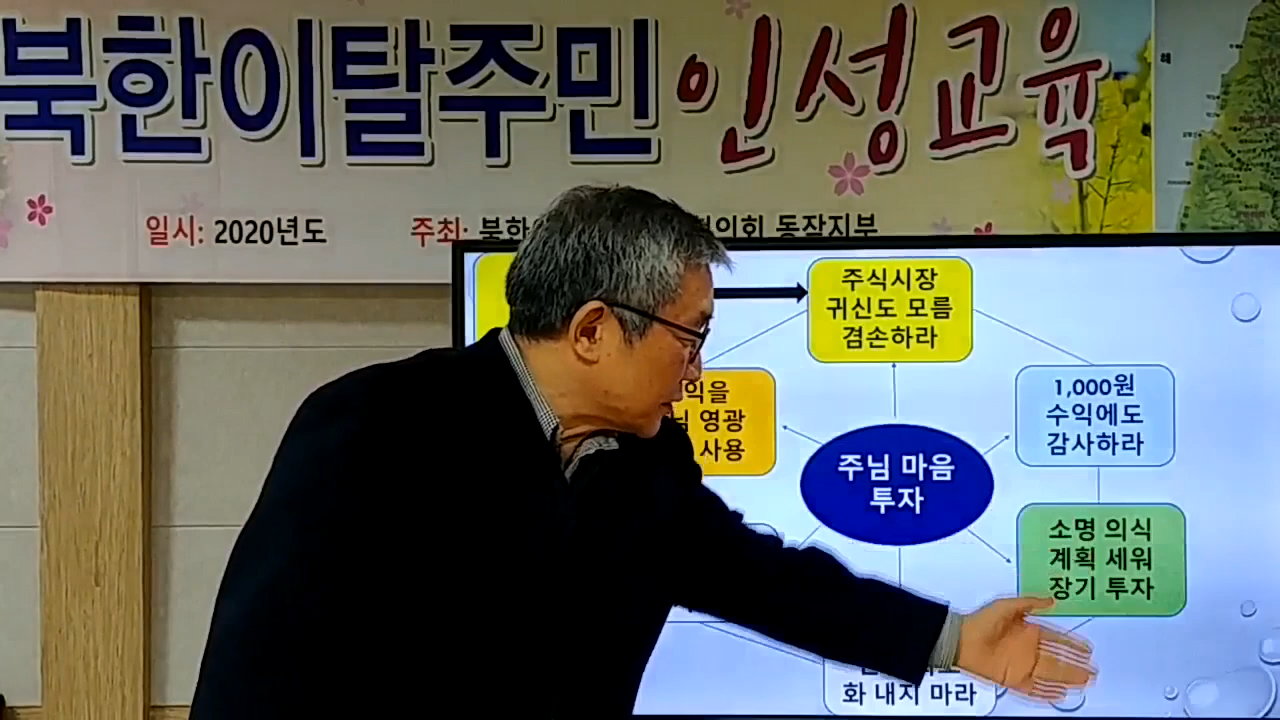 북한이탈주민 인성교육
일시: 2020년도 주최: 북한 협의회 동작지부
주식시장
귀신도 모름
겸손하라
1,000원
수익에도
감사하라
영광
사용
주님 마음
투자
소명 의식
계획 세워
장기 투자
화 내지 마라